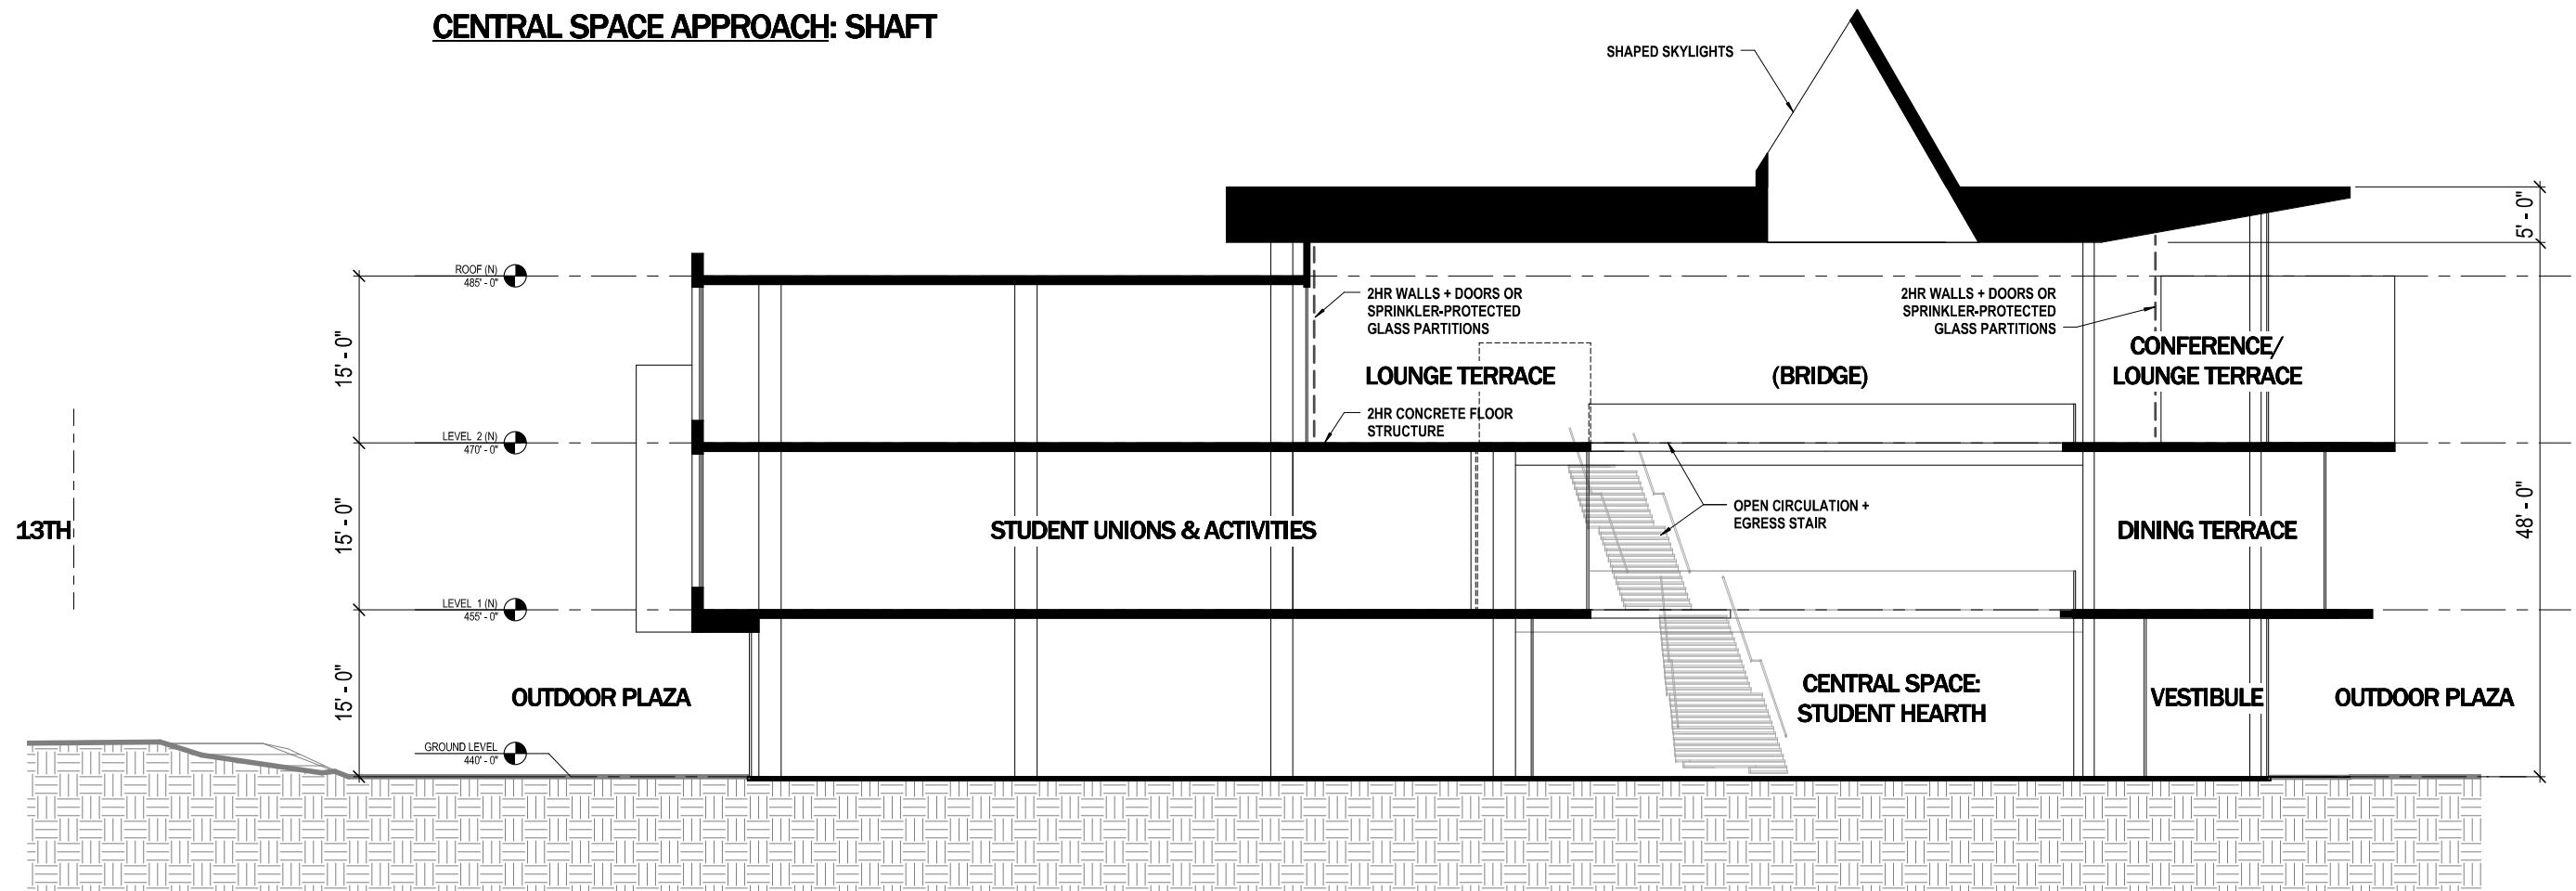 CENTRAL SPACE APPROACH: SHAFT
SHAPED SKYLIGHTS
5' - 0"
ROOF (N)
485' - 0"
2HR WALLS + DOORS OR
SPRINKLER-PROTECTED
GLASS PARTITIONS
2HR WALLS + DOORS OR
SPRINKLER-PROTECTED
GLASS PARTITIONS
15' - 0"
LOUNGE TERRACE
(BRIDGE)
CONFERENCE/
LOUNGE TERRACE
2HR CONCRETE FLOOR
STRUCTURE
LEVEL 2 (N)
470' - 0"
13TH
15' - 0"
STUDENT UNIONS & ACTIVITIES
OPEN CIRCULATION +
EGRESS STAIR
DINING TERRACE
48' - 0"
LEVEL 1 (N)
455' - 0"
15' - 0"
OUTDOOR PLAZA
CENTRAL SPACE:
STUDENT HEARTH
VESTIBULE
OUTDOOR PLAZA
GROUND LEVEL
440' - 0"